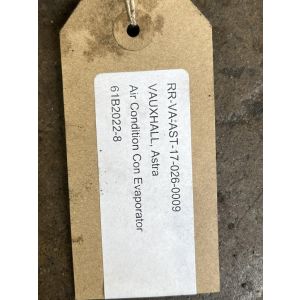 RR-VA-AST-17-026-0009
VAUXHALL, Astra
Air Condition Con Evaporator
61B2022-8